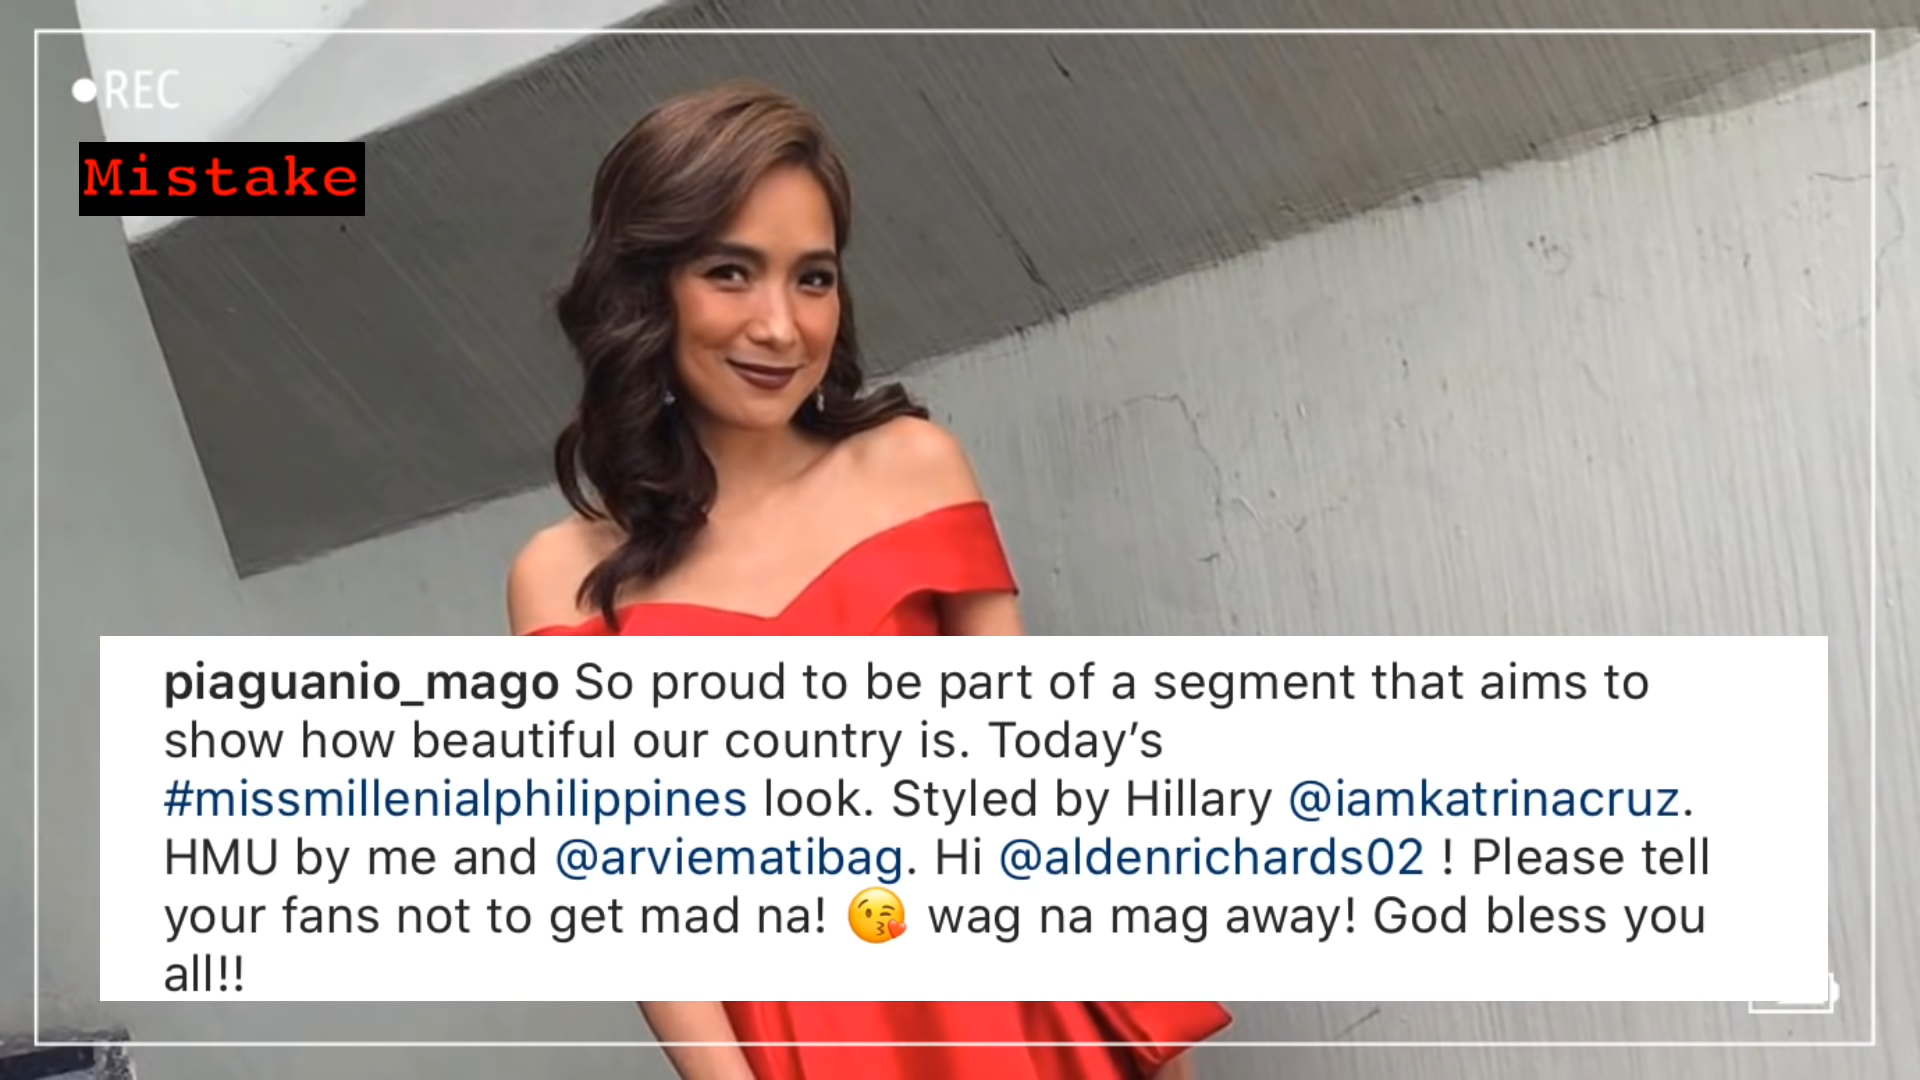 REC
Mistake
piaguanio_mago So proud to be part of a segment that aims to
show how beautiful our country is. Today’s
#missmillenialphilippines look. Styled by Hillary @iamkatrinacruz.
HMU by me and @arviematibag. Hi @aldenrichards02 ! Please tell
your fans not to get mad na! 😘 wag na mag away! God bless you
all!!